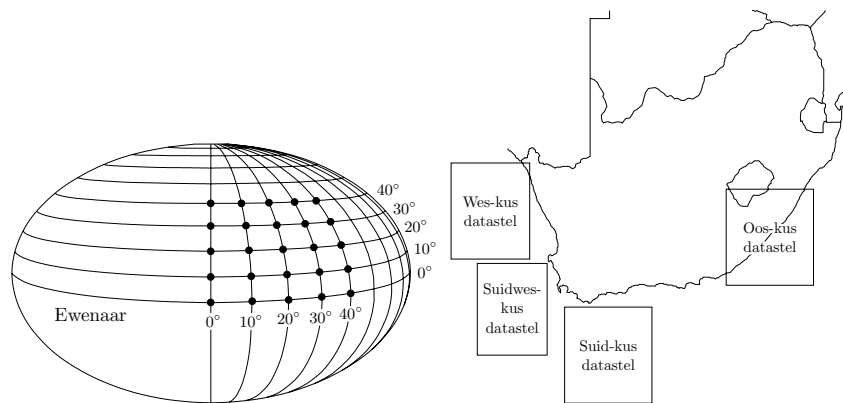 40°
30°
20°
10°
0°
Ewenaar
0°
10°
20°
30°
40°
Wes-kus
datastel
Suidwes-
kus
datastel
Suid-kus
datastel
Oos-kus
datastel